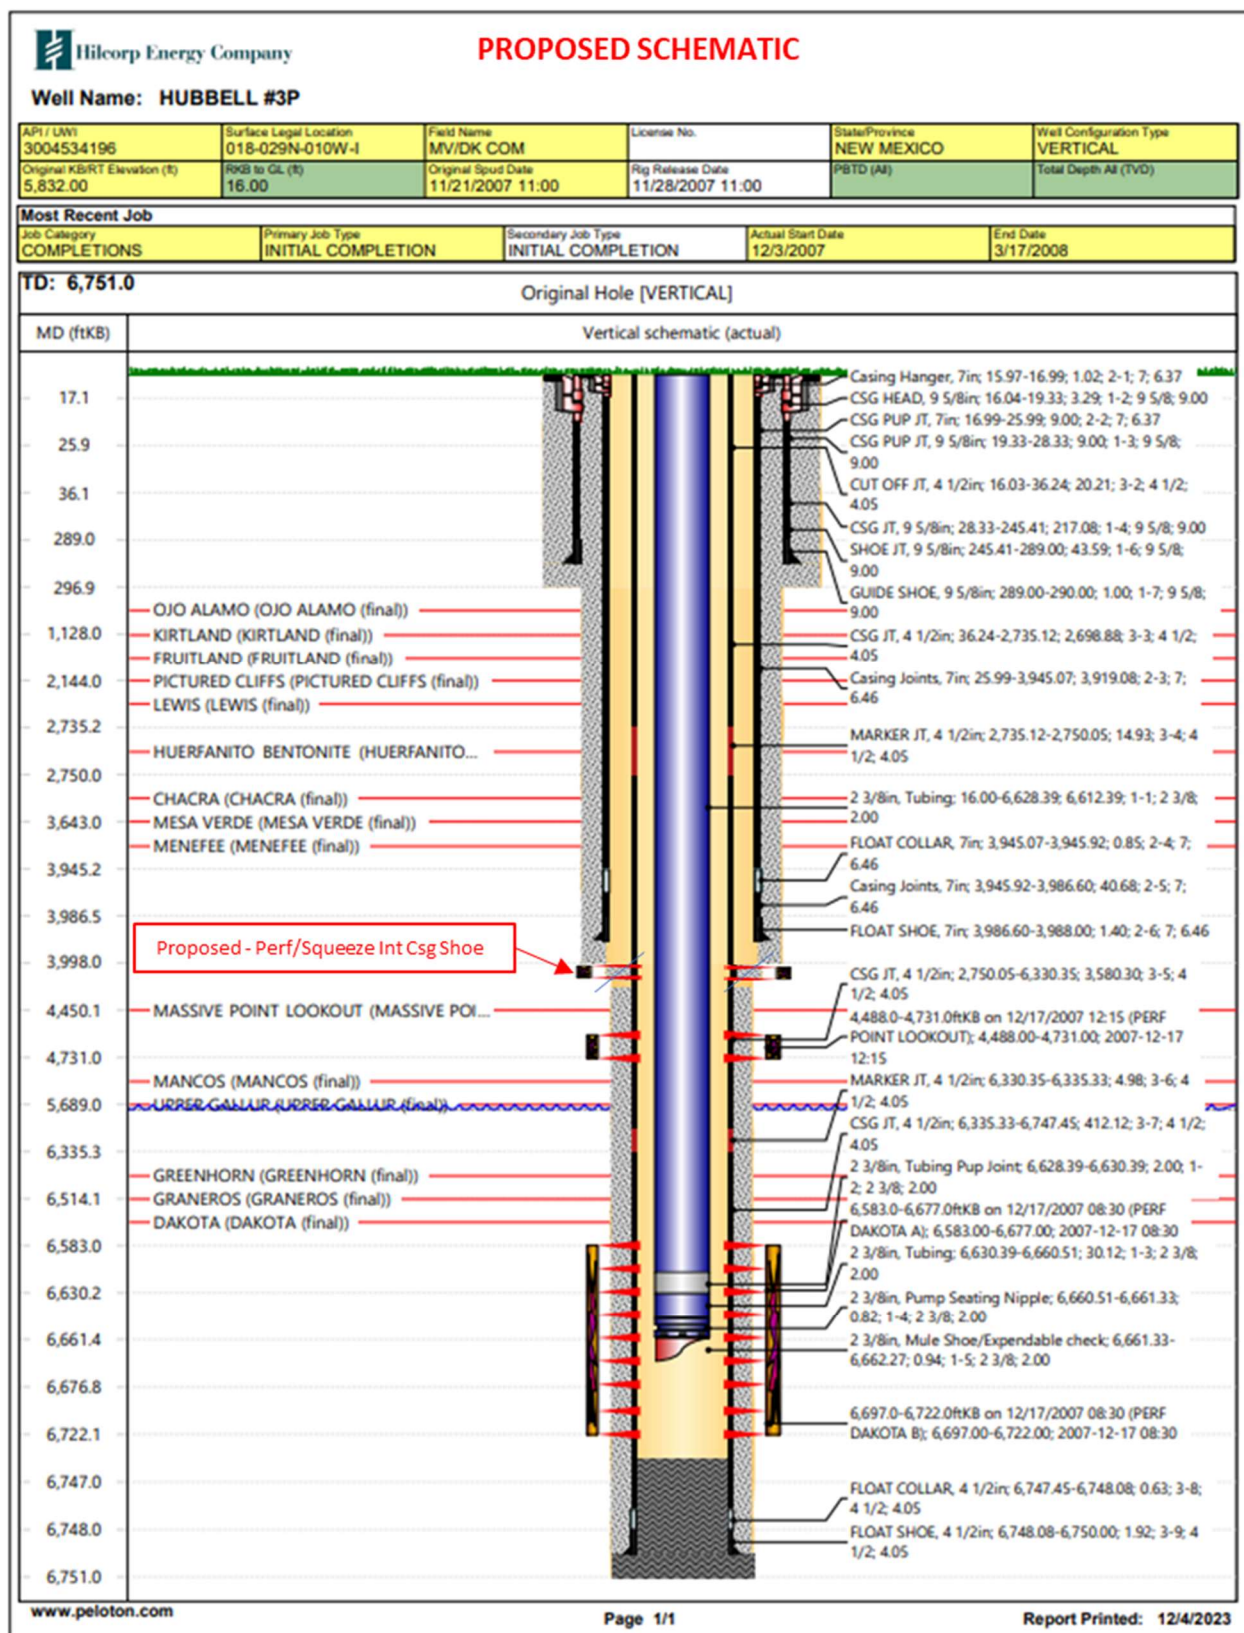 Hilcorp Energy Company
PROPOSED SCHEMATIC
Well Name: HUBBELL #3P
API / UWI
3004534196
Surface Legal Location
018-029N-010W-I
Field Name
MV/DK COM
License No.
State/Province
NEW MEXICO
Well Configuration Type
VERTICAL
Original KB/RT Elevation (ft)
5,832.00
RKB to GL (ft)
16.00
Original Spud Date
11/21/2007 11:00
Rig Release Date
11/28/2007 11:00
PBTD (All)
Total Depth All (TVD)
Most Recent Job
Job Category
COMPLETIONS
Primary Job Type
INITIAL COMPLETION
Secondary Job Type
INITIAL COMPLETION
Actual Start Date
12/3/2007
End Date
3/17/2008
TD: 6,751.0
Original Hole [VERTICAL]
MD (ftKB)
Vertical schematic (actual)
17.1
25.9
36.1
289.0
296.9
1,128.0
2,144.0
2,735.2
2,750.0
3,643.0
3,945.2
3,986.5
3,998.0
4,450.1
4,731.0
5,689.0
6,335.3
6,514.1
6,583.0
6,630.2
6,661.4
6,676.8
6,722.1
6,747.0
6,748.0
6,751.0
OJO ALAMO (OJO ALAMO (final))
KIRTLAND (KIRTLAND (final))
FRUITLAND (FRUITLAND (final))
PICTURED CLIFFS (PICTURED CLIFFS (final))
LEWIS (LEWIS (final))
HUERFANITO BENTONITE (HUERFANITO...
CHACRA (CHACRA (final))
MESA VERDE (MESA VERDE (final))
MENEFEE (MENEFEE (final))
Proposed - Perf/Squeeze Int Csg Shoe
MASSIVE POINT LOOKOUT (MASSIVE POI...
MANCOS (MANCOS (final))
UPPER GALLUP (UPPER GALLUP (final))
GREENHORN (GREENHORN (final))
GRANEROS (GRANEROS (final))
DAKOTA (DAKOTA (final))
Casing Hanger, 7in; 15.97-16.99; 1.02; 2-1; 7; 6.37
CSG HEAD, 9 5/8in; 16.04-19.33; 3.29; 1-2; 9 5/8; 9.00
CSG PUP JT, 7in; 16.99-25.99; 9.00; 2-2; 7; 6.37
CSG PUP JT, 9 5/8in; 19.33-28.33; 9.00; 1-3; 9 5/8;
9.00
CUT OFF JT, 4 1/2in; 16.03-36.24; 20.21; 3-2; 4 1/2;
4.05
CSG JT, 9 5/8in; 28.33-245.41; 217.08; 1-4; 9 5/8; 9.00
SHOE JT, 9 5/8in; 245.41-289.00; 43.59; 1-6; 9 5/8;
9.00
GUIDE SHOE, 9 5/8in; 289.00-290.00; 1.00; 1-7; 9 5/8;
9.00
CSG JT, 4 1/2in; 36.24-2,735.12; 2,698.88; 3-3; 4 1/2;
4.05
Casing Joints, 7in; 25.99-3,945.07; 3,919.08; 2-3; 7;
6.46
MARKER JT, 4 1/2in; 2,735.12-2,750.05; 14.93; 3-4; 4
1/2; 4.05
2 3/8in, Tubing; 16.00-6,628.39; 6,612.39; 1-1; 2 3/8;
2.00
FLOAT COLLAR, 7in; 3,945.07-3,945.92; 0.85; 2-4; 7;
6.46
Casing Joints, 7in; 3,945.92-3,986.60; 40.68; 2-5; 7;
6.46
FLOAT SHOE, 7in; 3,986.60-3,988.00; 1.40; 2-6; 7; 6.46
CSG JT, 4 1/2in; 2,750.05-6,330.35; 3,580.30; 3-5; 4
1/2; 4.05
4,488.0-4,731.0ftKB on 12/17/2007 12:15 (PERF
POINT LOOKOUT); 4,488.00-4,731.00; 2007-12-17
12:15
MARKER JT, 4 1/2in; 6,330.35-6,335.33; 4.98; 3-6; 4
1/2; 4.05
CSG JT, 4 1/2in; 6,335.33-6,747.45; 412.12; 3-7; 4 1/2;
4.05
2 3/8in, Tubing Pup Joint; 6,628.39-6,630.39; 2.00; 1-
2; 2 3/8; 2.00
6,583.0-6,677.0ftKB on 12/17/2007 08:30 (PERF
DAKOTA A); 6,583.00-6,677.00; 2007-12-17 08:30
2 3/8in, Tubing; 6,630.39-6,660.51; 30.12; 1-3; 2 3/8;
2.00
2 3/8in, Pump Seating Nipple; 6,660.51-6,661.33;
0.82; 1-4; 2 3/8; 2.00
2 3/8in, Mule Shoe/Expendable check; 6,661.33-
6,662.27; 0.94; 1-5; 2 3/8; 2.00
6,697.0-6,722.0ftKB on 12/17/2007 08:30 (PERF
DAKOTA B); 6,697.00-6,722.00; 2007-12-17 08:30
FLOAT COLLAR, 4 1/2in; 6,747.45-6,748.08; 0.63; 3-8;
4 1/2; 4.05
FLOAT SHOE, 4 1/2in; 6,748.08-6,750.00; 1.92; 3-9; 4
1/2; 4.05
www.peloton.com
Page 1/1
Report Printed: 12/4/2023